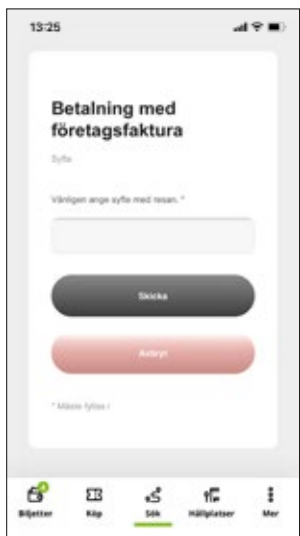 13:25
Betalning med
företagsfaktura
Syfte
Vänligen ange syfte med resan. *
Skicka
Avbryt
* Måste fyllas i
Biljetter
Köp
Sök
Hållplatser
Mer